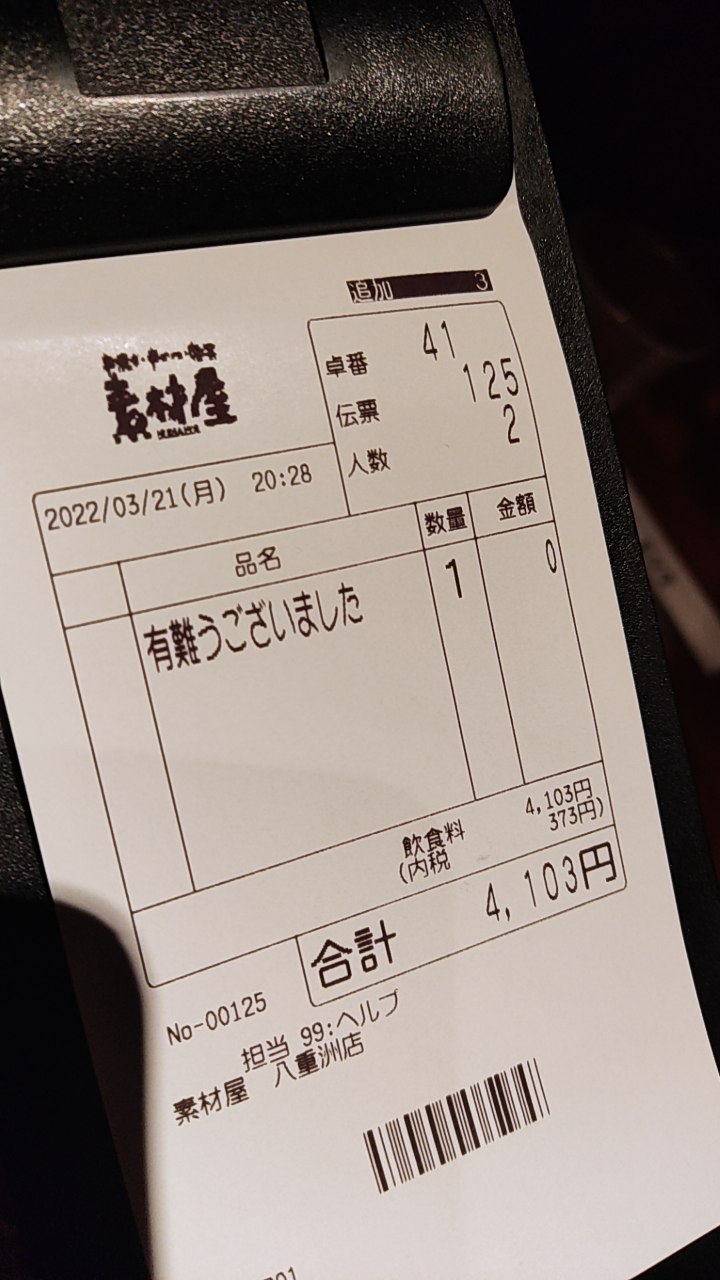 追加 3
素材屋
卓番 41
伝票 125
人数 2
2022/03/21(月) 20:28
品名 数量 金額
有難うございました 1 0
飲食料 4,103円
(内税 373円)
合計 4,103円
No-00125
担当 99:ヘルプ
素材屋 八重洲店